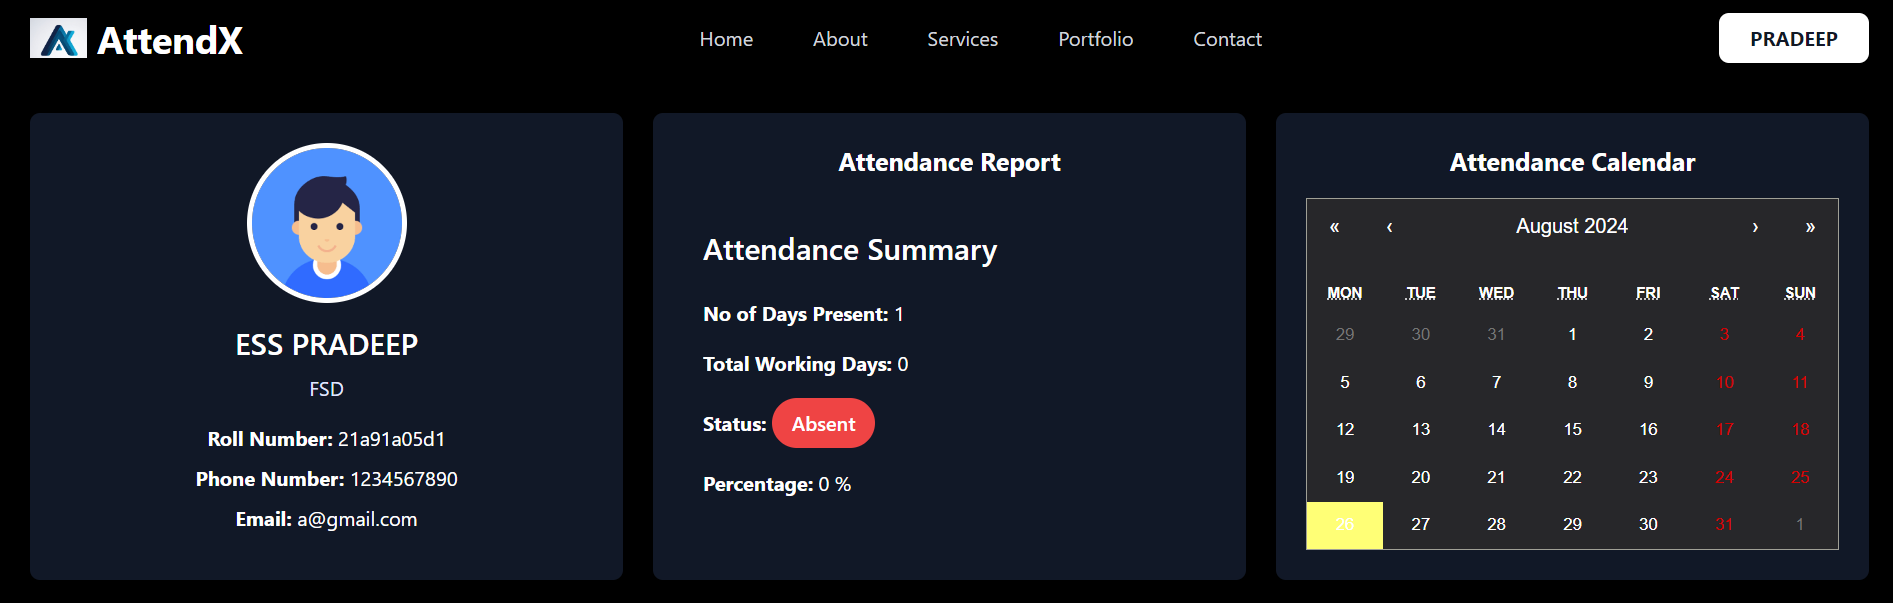 AttendX
Home About Services Portfolio Contact
PRADEEP
ESS PRADEEP
FSD
Roll Number: 21a91a05d1
Phone Number: 1234567890
Email: a@gmail.com
Attendance Report
Attendance Summary
No of Days Present: 1
Total Working Days: 0
Status: Absent
Percentage: 0 %
Attendance Calendar
« ‹ August 2024 › »
MON TUE WED THU FRI SAT SUN
29 30 31 1 2 3 4
5 6 7 8 9 10 11
12 13 14 15 16 17 18
19 20 21 22 23 24 25
26 27 28 29 30 31 1